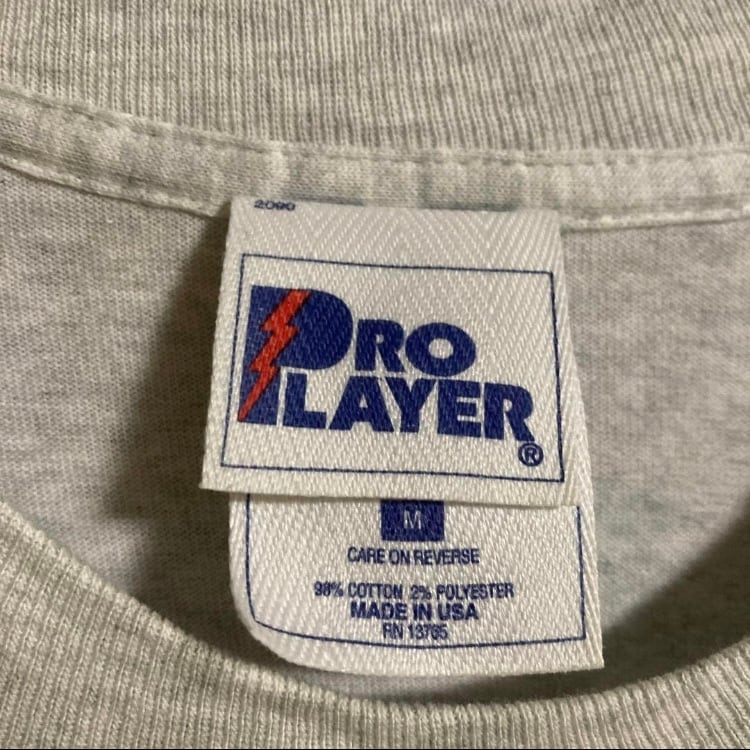 2090
PRO
PLAYER®
M
CARE ON REVERSE
98% COTTON 2% POLYESTER
MADE IN USA
RN 13765